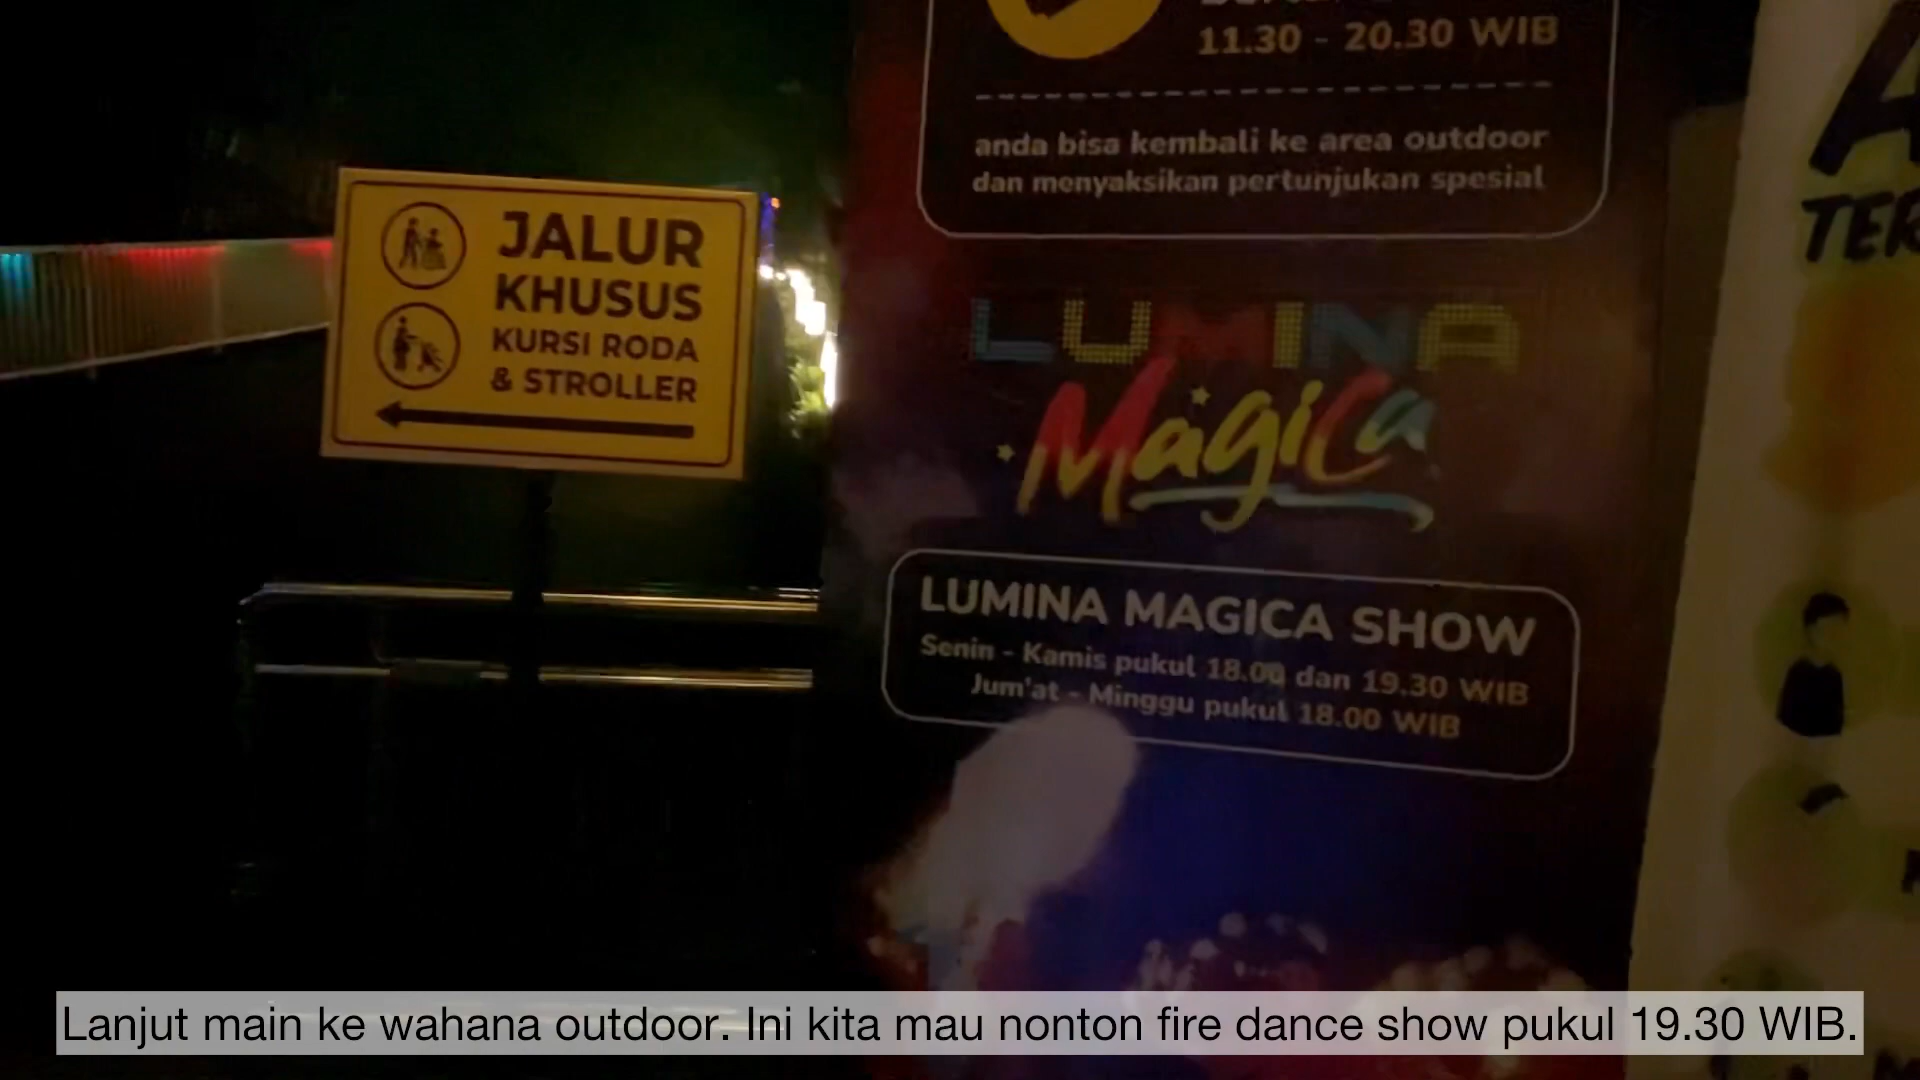 JALUR
KHUSUS
KURSI RODA
& STROLLER
11.30 - 20.30 WIB
anda bisa kembali ke area outdoor
dan menyaksikan pertunjukan spesial
LUMINA
Magica
LUMINA MAGICA SHOW
Senin - Kamis pukul 18.00 dan 19.30 WIB
Jum'at - Minggu pukul 18.00 WIB
Lanjut main ke wahana outdoor. Ini kita mau nonton fire dance show pukul 19.30 WIB.